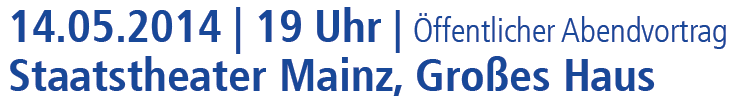 14.05.2014 | 19 Uhr | Öffentlicher Abendvortrag
Staatstheater Mainz, Großes Haus